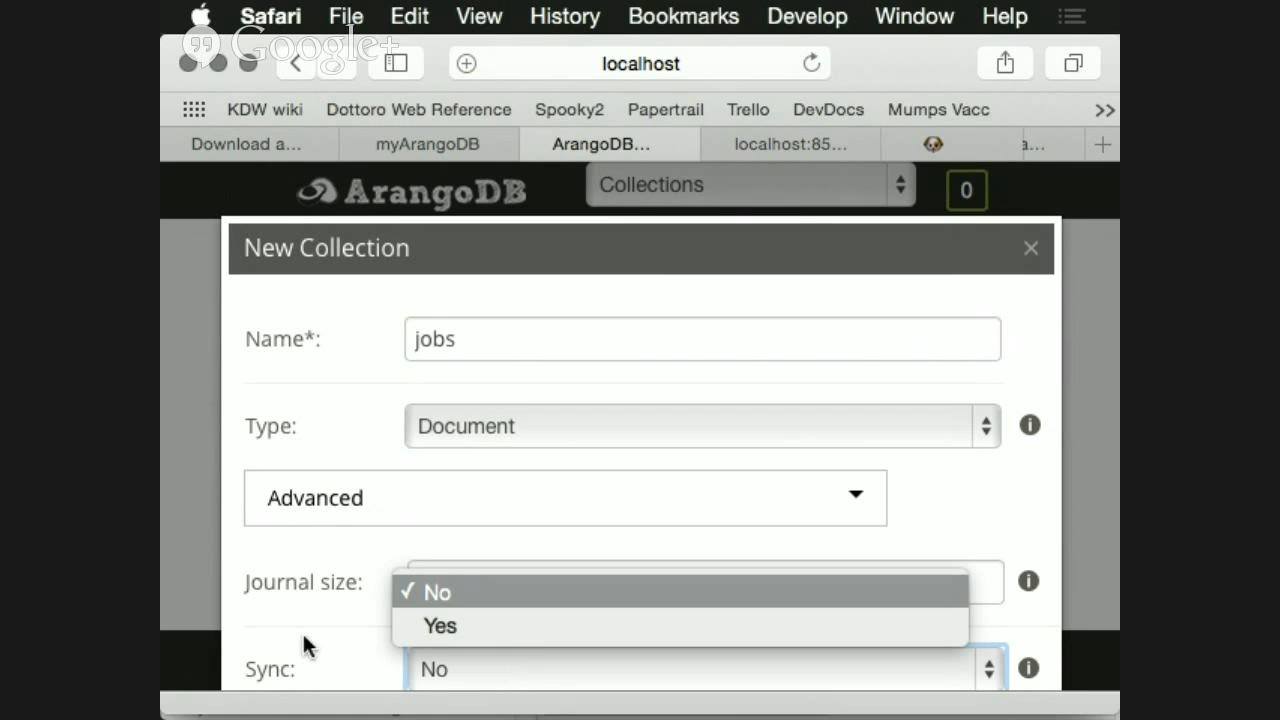 Safari File Edit View History Bookmarks Develop Window Help
Google+
localhost
KDW wiki Dottoro Web Reference Spooky2 Papertrail Trello DevDocs Mumps Vacc >>
Download a... myArangoDB ArangoDB... localhost:85... a... +
ArangoDB Collections 0
New Collection ×
Name*: jobs
Type: Document
Advanced
Journal size:
✓ No
Yes
Sync: No